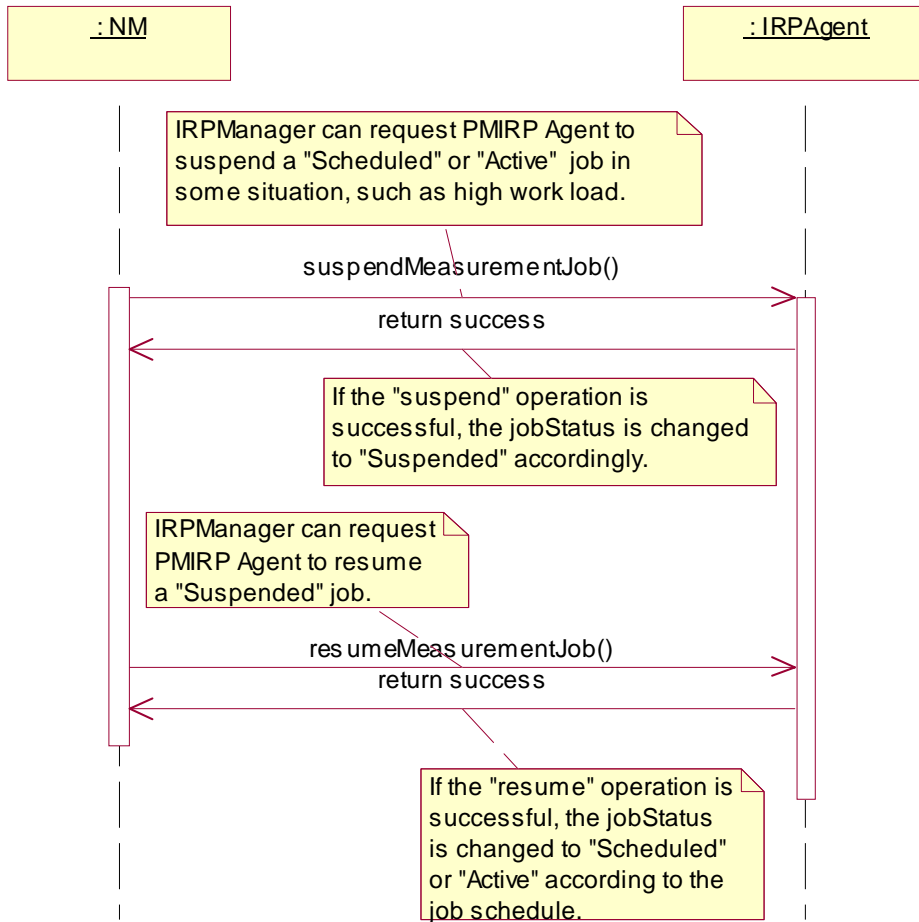 : NM
: IRPAgent
IRPManager can request PMIRP Agent to
suspend a "Scheduled" or "Active" job in
some situation, such as high work load.
suspendMeasurementJob()
return success
If the "suspend" operation is
successful, the jobStatus is changed
to "Suspended" accordingly.
IRPManager can request
PMIRP Agent to resume
a "Suspended" job.
resumeMeasurementJob()
return success
If the "resume" operation is
successful, the jobStatus
is changed to "Scheduled"
or "Active" according to the
job schedule.